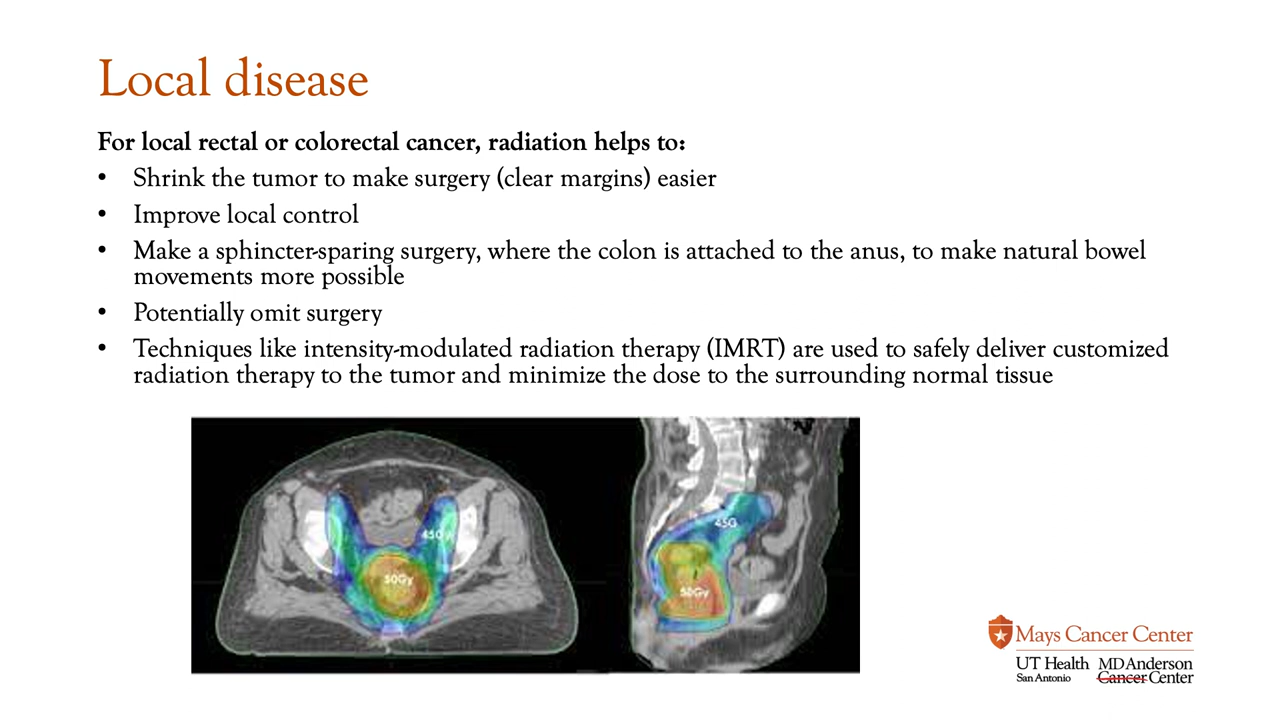 Local disease
For local rectal or colorectal cancer, radiation helps to:
• Shrink the tumor to make surgery (clear margins) easier
• Improve local control
• Make a sphincter-sparing surgery, where the colon is attached to the anus, to make natural bowel
movements more possible
• Potentially omit surgery
• Techniques like intensity-modulated radiation therapy (IMRT) are used to safely deliver customized
radiation therapy to the tumor and minimize the dose to the surrounding normal tissue
45Gy
50Gy
45G
50Gy
Mays Cancer Center
UT Health
San Antonio
MD Anderson
Cancer Center